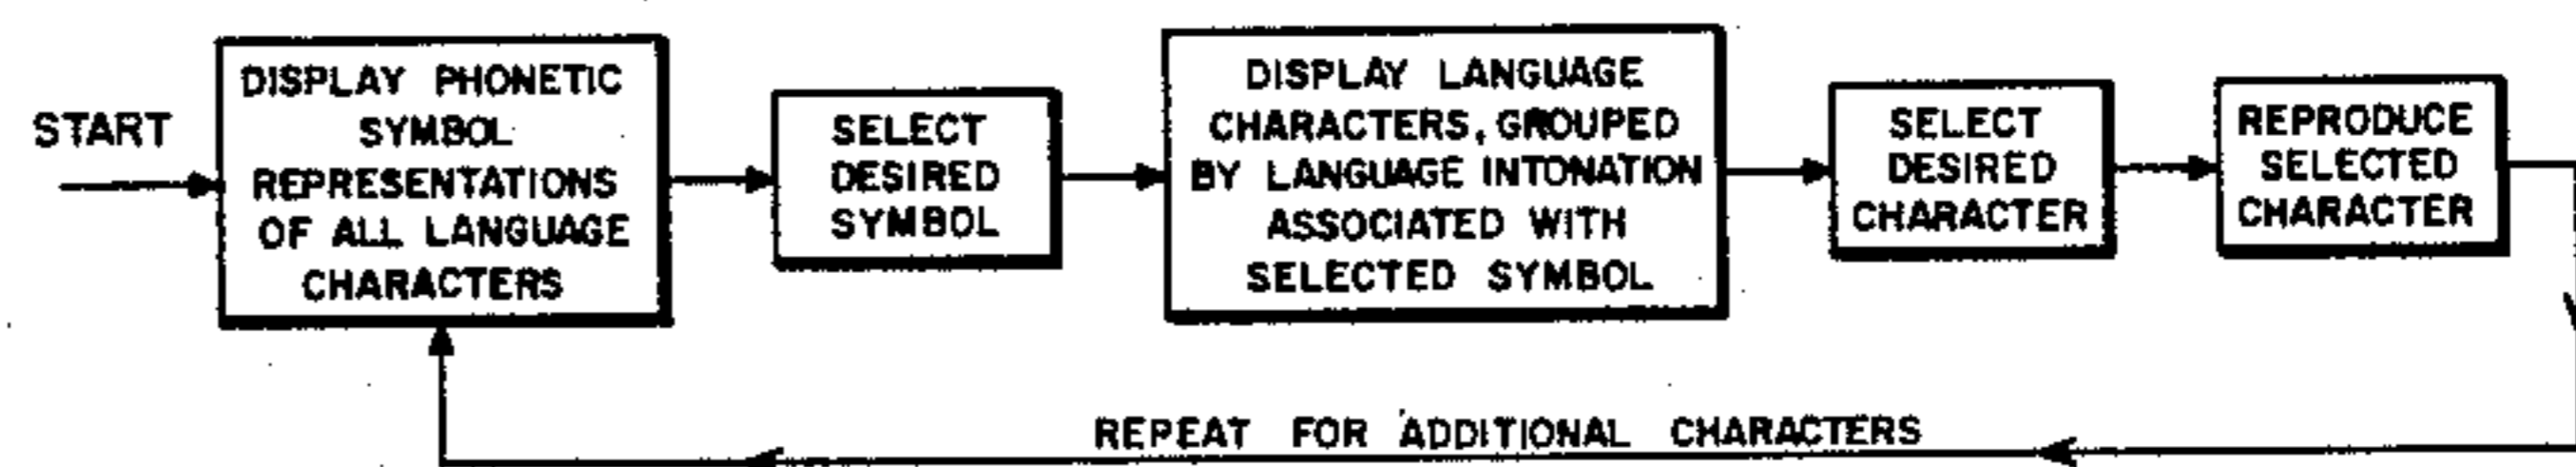 START
DISPLAY PHONETIC
SYMBOL
REPRESENTATIONS
OF ALL LANGUAGE
CHARACTERS
SELECT
DESIRED
SYMBOL
DISPLAY LANGUAGE
CHARACTERS, GROUPED
BY LANGUAGE INTONATION
ASSOCIATED WITH
SELECTED SYMBOL
SELECT
DESIRED
CHARACTER
REPRODUCE
SELECTED
CHARACTER
REPEAT FOR ADDITIONAL CHARACTERS